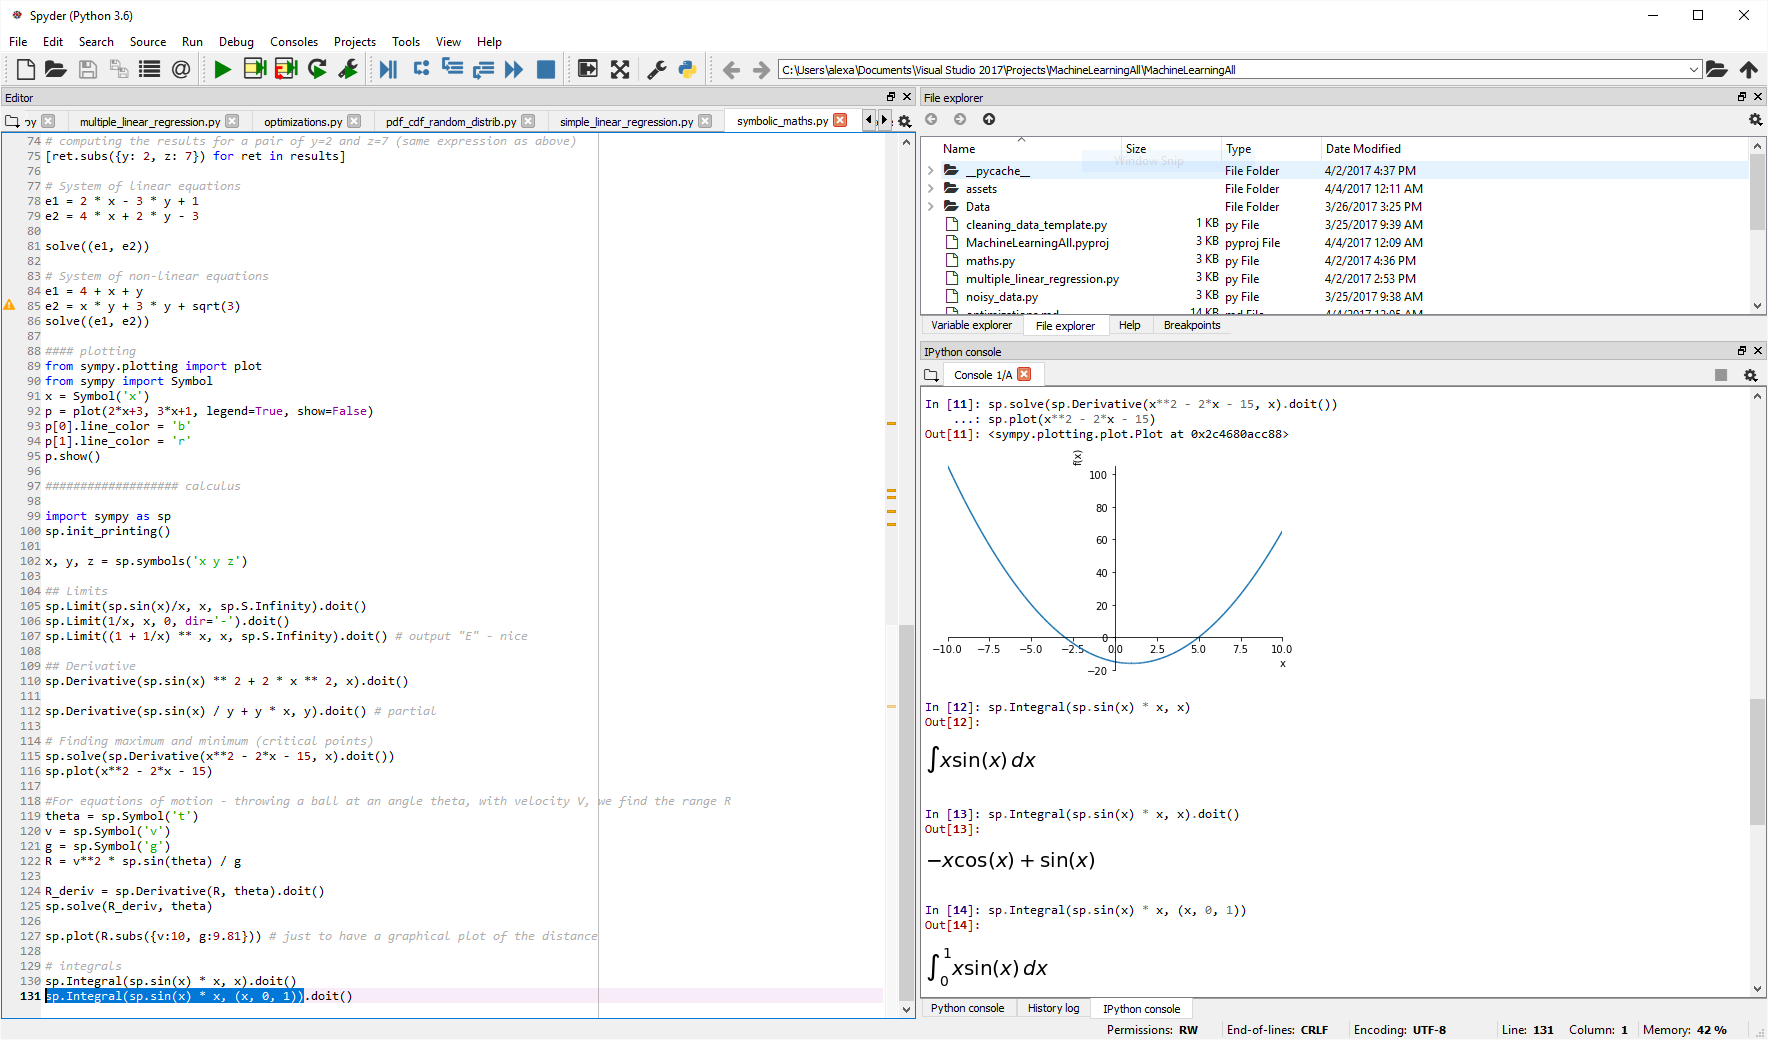 Spyder (Python 3.6)
File Edit Search Source Run Debug Consoles Projects Tools View Help
C:\Users\alexa\Documents\Visual Studio 2017\Projects\MachineLearningAll\MachineLearningAll
Editor
multiple_linear_regression.py optimizations.py pdf_cdf_random_distrib.py simple_linear_regression.py symbolic_maths.py
74 # computing the results for a pair of y=2 and z=7 (same expression as above)
75 [ret.subs({y: 2, z: 7}) for ret in results]
76
77 # System of linear equations
78 e1 = 2 * x - 3 * y + 1
79 e2 = 4 * x + 2 * y - 3
80
81 solve((e1, e2))
82
83 # System of non-linear equations
84 e1 = 4 + x + y
85 e2 = x * y + 3 * y + sqrt(3)
86 solve((e1, e2))
87
88 #### plotting
89 from sympy.plotting import plot
90 from sympy import Symbol
91 x = Symbol('x')
92 p = plot(2*x+3, 3*x+1, legend=True, show=False)
93 p[0].line_color = 'b'
94 p[1].line_color = 'r'
95 p.show()
96
97 ################### calculus
98
99 import sympy as sp
100 sp.init_printing()
101
102 x, y, z = sp.symbols('x y z')
103
104 ## Limits
105 sp.Limit(sp.sin(x)/x, x, sp.S.Infinity).doit()
106 sp.Limit(1/x, x, 0, dir='-').doit()
107 sp.Limit((1 + 1/x) ** x, x, sp.S.Infinity).doit() # output "E" - nice
108
109 ## Derivative
110 sp.Derivative(sp.sin(x) ** 2 + 2 * x ** 2, x).doit()
111
112 sp.Derivative(sp.sin(x) / y + y * x, y).doit() # partial
113
114 # Finding maximum and minimum (critical points)
115 sp.solve(sp.Derivative(x**2 - 2*x - 15, x).doit())
116 sp.plot(x**2 - 2*x - 15)
117
118 #For equations of motion - throwing a ball at an angle theta, with velocity V, we find the range R
119 theta = sp.Symbol('t')
120 v = sp.Symbol('v')
121 g = sp.Symbol('g')
122 R = v**2 * sp.sin(theta) / g
123
124 R_deriv = sp.Derivative(R, theta).doit()
125 sp.solve(R_deriv, theta)
126
127 sp.plot(R.subs({v:10, g:9.81})) # just to have a graphical plot of the distance
128
129 # integrals
130 sp.Integral(sp.sin(x) * x, x).doit()
131 sp.Integral(sp.sin(x) * x, (x, 0, 1)).doit()
File explorer
Name Size Type Date Modified
Window Snip
__pycache__ File Folder 4/2/2017 4:37 PM
assets File Folder 4/4/2017 12:11 AM
Data File Folder 3/26/2017 3:25 PM
cleaning_data_template.py 1 KB py File 3/25/2017 9:39 AM
MachineLearningAll.pyproj 3 KB pyproj File 4/4/2017 12:09 AM
maths.py 3 KB py File 4/2/2017 4:36 PM
multiple_linear_regression.py 3 KB py File 4/2/2017 2:53 PM
noisy_data.py 3 KB py File 3/25/2017 9:38 AM
optimizations.md 14 KB md File 4/4/2017 12:05 AM
Variable explorer File explorer Help Breakpoints
IPython console
Console 1/A
In [11]: sp.solve(sp.Derivative(x**2 - 2*x - 15, x).doit())
...: sp.plot(x**2 - 2*x - 15)
Out[11]: <sympy.plotting.plot.Plot at 0x2c4680acc88>
f(x)
100
80
60
40
20
0
−10.0 −7.5 −5.0 −2.5 0.0 2.5 5.0 7.5 10.0
x
−20
In [12]: sp.Integral(sp.sin(x) * x, x)
Out[12]:
∫xsin(x) dx
In [13]: sp.Integral(sp.sin(x) * x, x).doit()
Out[13]:
−xcos(x) + sin(x)
In [14]: sp.Integral(sp.sin(x) * x, (x, 0, 1))
Out[14]:
∫₀¹xsin(x) dx
Python console History log IPython console
Permissions: RW End-of-lines: CRLF Encoding: UTF-8 Line: 131 Column: 1 Memory: 42 %